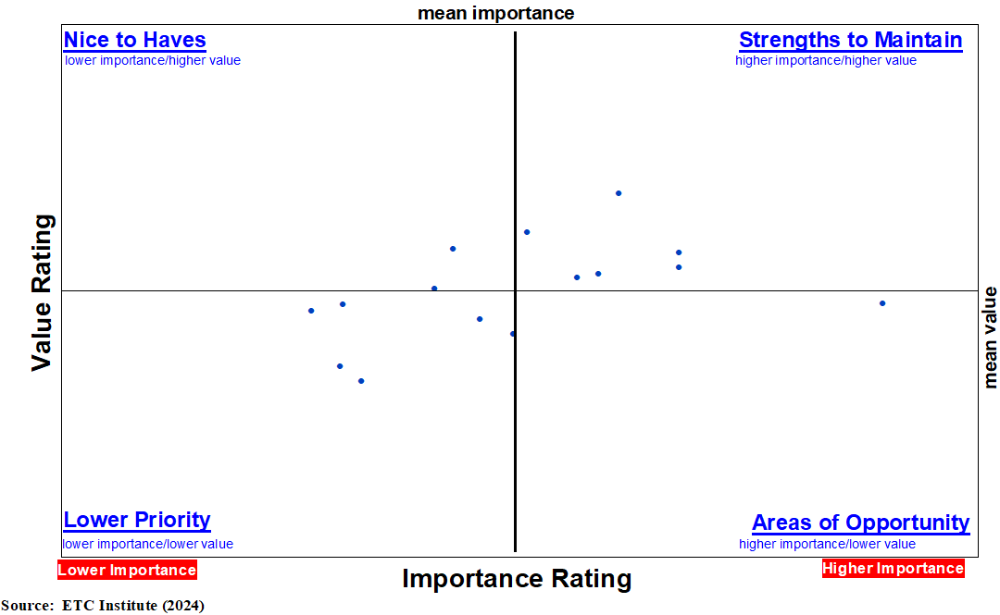 mean importance
Nice to Haves
lower importance/higher value
Strengths to Maintain
higher importance/higher value
Value Rating
mean value
Lower Priority
lower importance/lower value
Areas of Opportunity
higher importance/lower value
Lower Importance
Importance Rating
Higher Importance
Source: ETC Institute (2024)